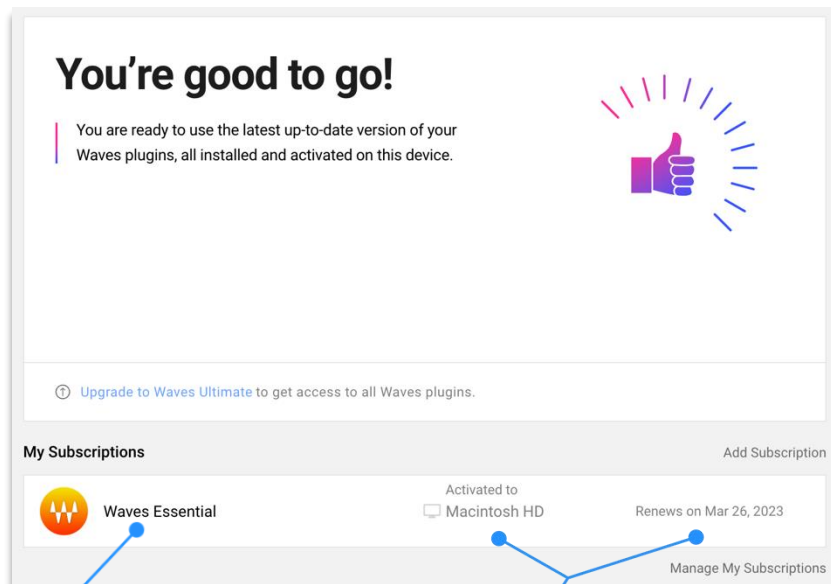 You're good to go!
You are ready to use the latest up-to-date version of your
Waves plugins, all installed and activated on this device.
Upgrade to Waves Ultimate to get access to all Waves plugins.
My Subscriptions
Add Subscription
Waves Essential
Activated to
Macintosh HD
Renews on Mar 26, 2023
Manage My Subscriptions